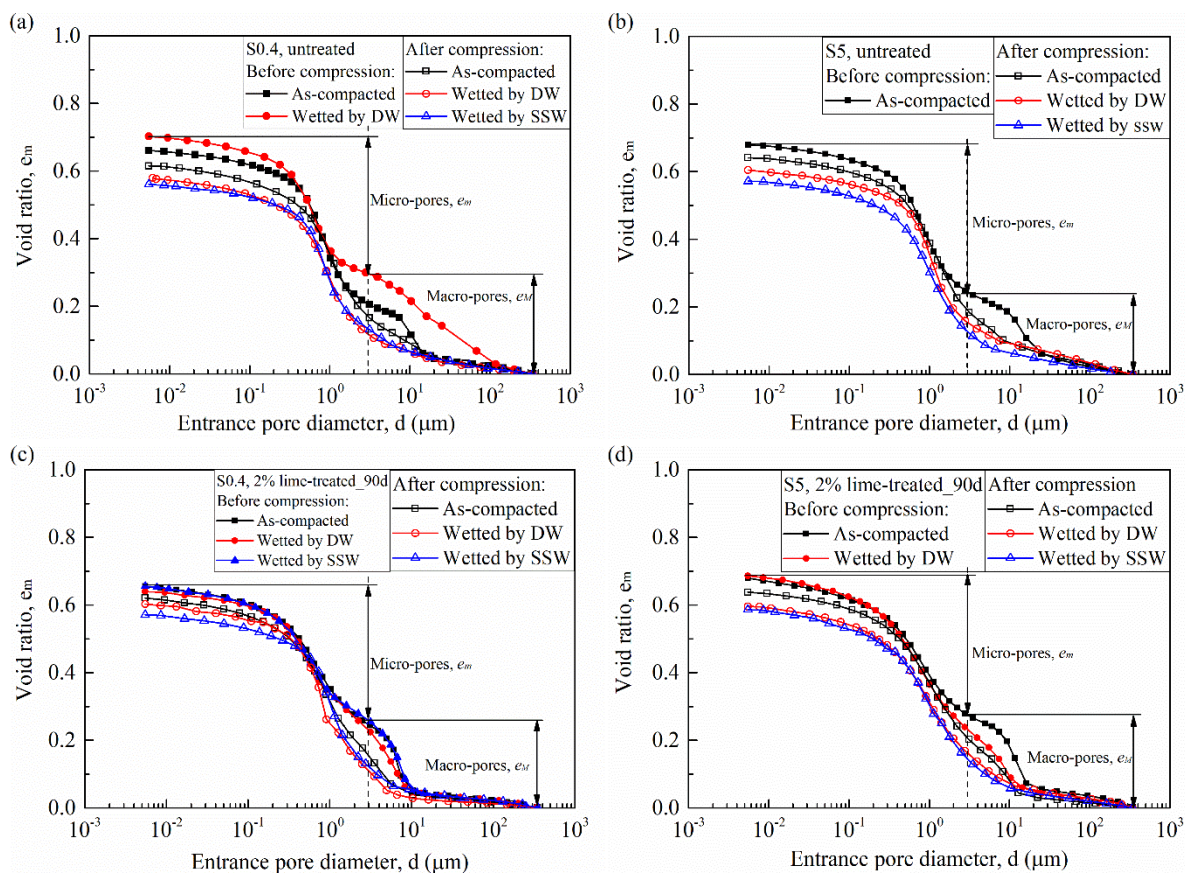 (a)
1.0
0.8
0.6
0.4
0.2
0.0
Void ratio, em
S0.4, untreated
Before compression:
As-compacted
Wetted by DW
After compression:
As-compacted
Wetted by DW
Wetted by SSW
Micro-pores, em
Macro-pores, eM
10-3
10-2
10-1
100
101
102
103
Entrance pore diameter, d (μm)
(b)
1.0
0.8
0.6
0.4
0.2
0.0
Void ratio, em
S5, untreated
Before compression:
As-compacted
After compression:
As-compacted
Wetted by DW
Wetted by ssw
Micro-pores, em
Macro-pores, eM
10-3
10-2
10-1
100
101
102
103
Entrance pore diameter, d (μm)
(c)
1.0
0.8
0.6
0.4
0.2
0.0
Void ratio, em
S0.4, 2% lime-treated_90d
Before compression:
As-compacted
Wetted by DW
Wetted by SSW
After compression:
As-compacted
Wetted by DW
Wetted by SSW
Micro-pores, em
Macro-pores, eM
10-3
10-2
10-1
100
101
102
103
Entrance pore diameter, d (μm)
(d)
1.0
0.8
0.6
0.4
0.2
0.0
Void ratio, em
S5, 2% lime-treated_90d
Before compression:
As-compacted
Wetted by DW
After compression
As-compacted
Wetted by DW
Wetted by SSW
Micro-pores, em
Macro-pores, eM
10-3
10-2
10-1
100
101
102
103
Entrance pore diameter, d (μm)